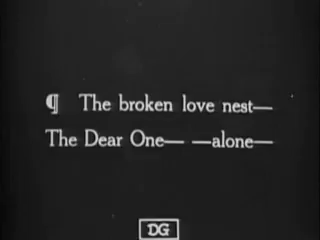 ¶ The broken love nest—
The Dear One— —alone—
DG